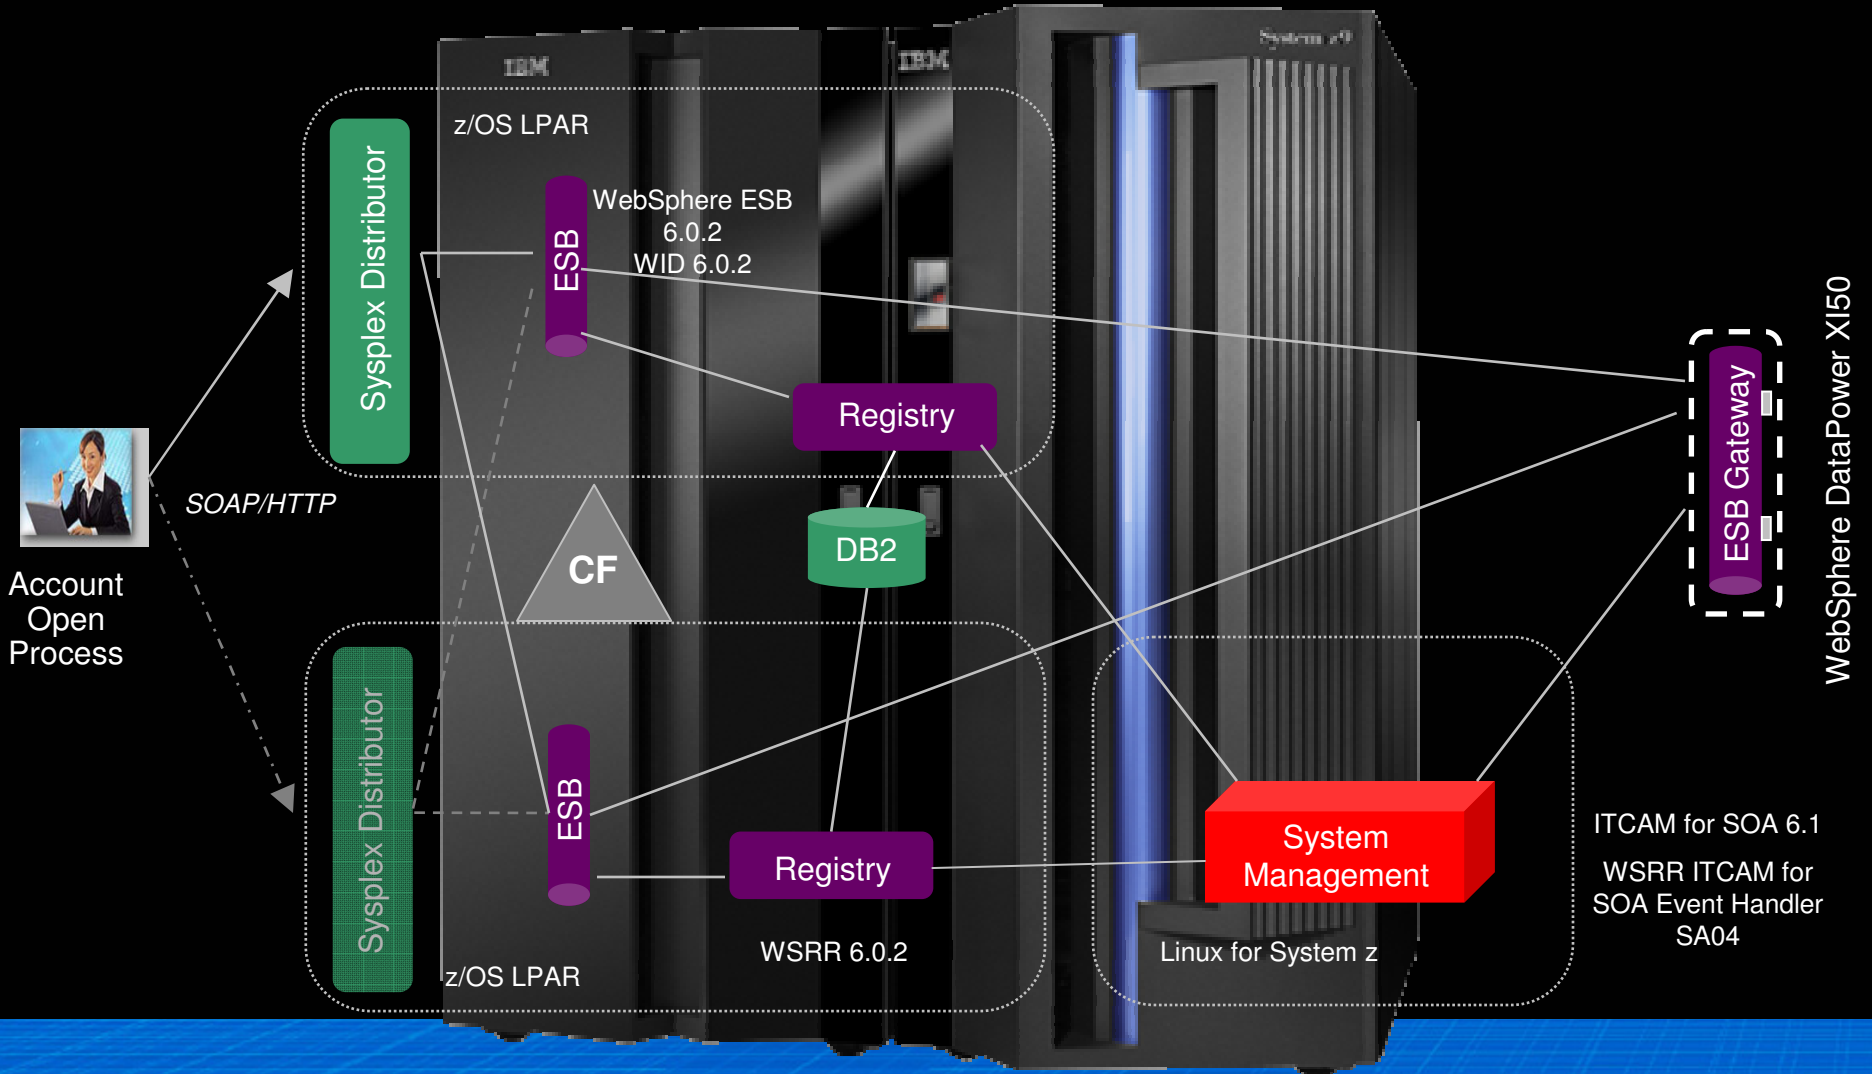 IBM
IBM
System z9
z/OS LPAR
Sysplex Distributor
ESB
WebSphere ESB
6.0.2
WID 6.0.2
Registry
SOAP/HTTP
Account
Open
Process
CF
DB2
ESB Gateway
WebSphere DataPower XI50
Sysplex Distributor
ESB
Registry
System
Management
WSRR 6.0.2
z/OS LPAR
Linux for System z
ITCAM for SOA 6.1
WSRR ITCAM for
SOA Event Handler
SA04